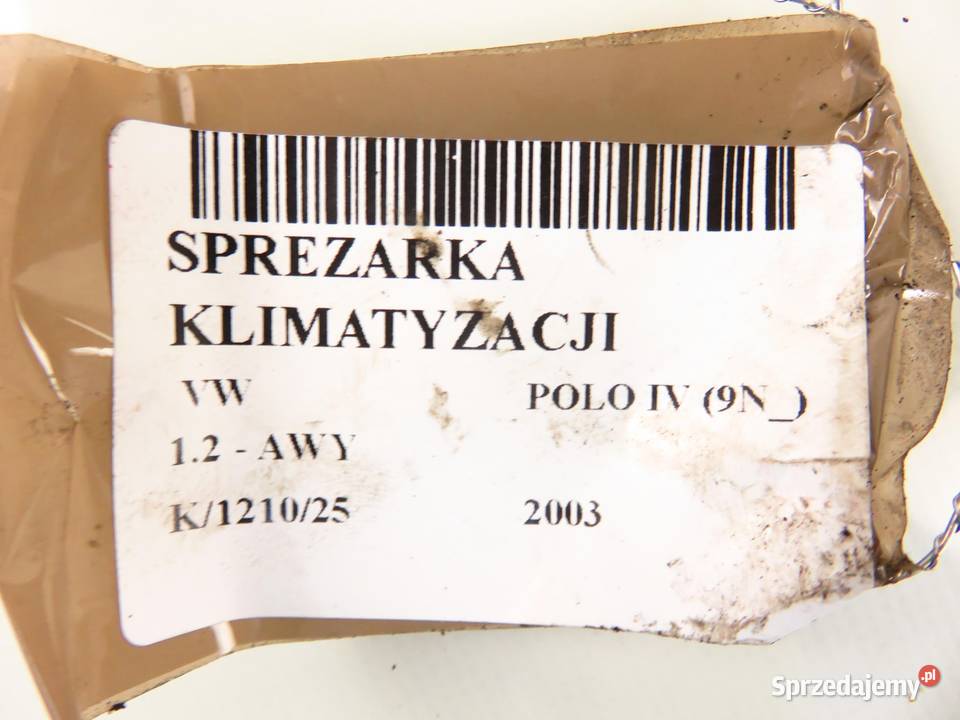 SPREZARKA
KLIMATYZACJI
VW POLO IV (9N_)
1.2 - AWY
K/1210/25 2003
Sprzedajemy.pl